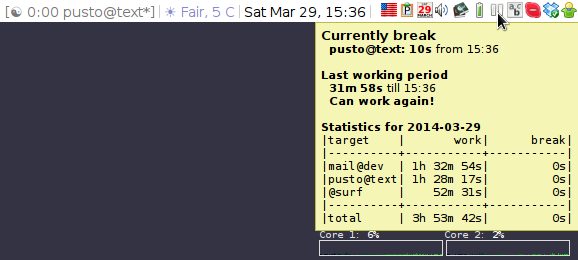 [☯ 0:00 pusto@text*] ☀ Fair, 5 C Sat Mar 29, 15:36
29
MARCH
a b
c
Currently break
pusto@text: 10s from 15:36
Last working period
31m 58s till 15:36
Can work again!
Statistics for 2014-03-29
|target | work| break|
|----------+-----------+-----------|
|mail@dev | 1h 32m 54s| 0s|
|pusto@text| 1h 28m 17s| 0s|
|@surf | 52m 31s| 0s|
|----------+-----------+-----------|
|total | 3h 53m 42s| 0s|
Core 1: 6% Core 2: 2%